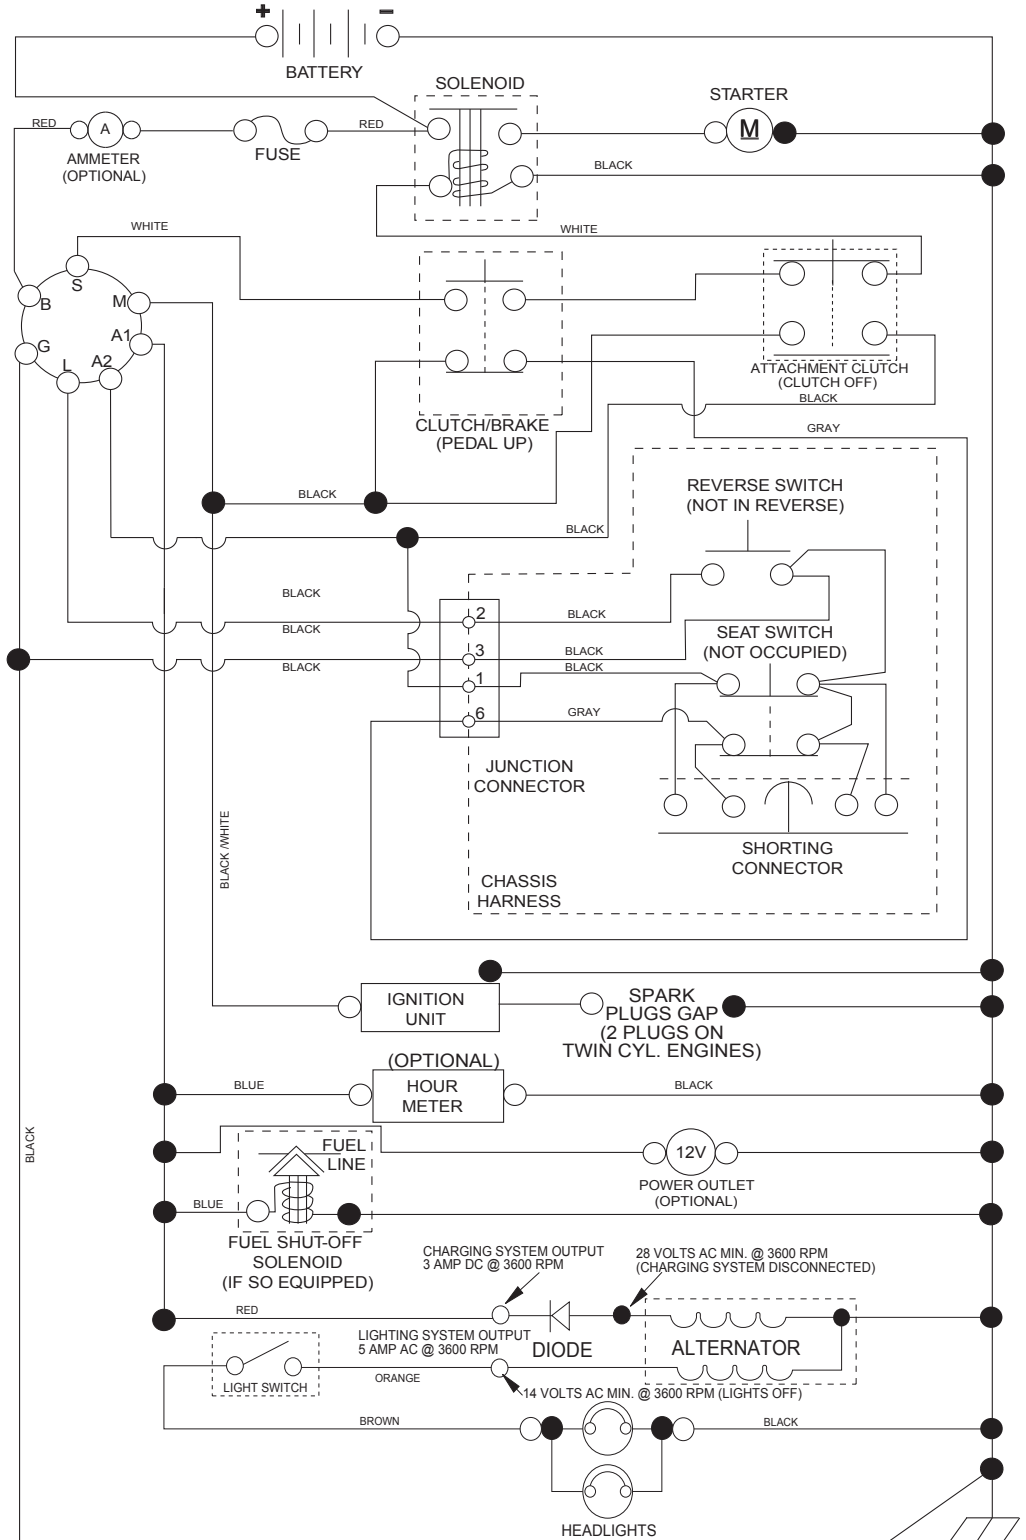 + −
BATTERY
SOLENOID
STARTER
RED
A
RED
M
FUSE
AMMETER
(OPTIONAL)
BLACK
WHITE
WHITE
S
B
M
A1
G
A2
L
ATTACHMENT CLUTCH
(CLUTCH OFF)
BLACK
CLUTCH/BRAKE
(PEDAL UP)
GRAY
REVERSE SWITCH
(NOT IN REVERSE)
BLACK
BLACK
BLACK
2
BLACK
BLACK
SEAT SWITCH
(NOT OCCUPIED)
3
BLACK
BLACK
BLACK
1
6
GRAY
JUNCTION
CONNECTOR
BLACK /WHITE
SHORTING
CONNECTOR
CHASSIS
HARNESS
IGNITION
UNIT
SPARK
PLUGS GAP
(2 PLUGS ON
TWIN CYL. ENGINES)
(OPTIONAL)
BLUE
HOUR
METER
BLACK
BLACK
FUEL
LINE
12V
POWER OUTLET
(OPTIONAL)
BLUE
FUEL SHUT-OFF
SOLENOID
(IF SO EQUIPPED)
CHARGING SYSTEM OUTPUT
3 AMP DC @ 3600 RPM
28 VOLTS AC MIN. @ 3600 RPM
(CHARGING SYSTEM DISCONNECTED)
RED
LIGHTING SYSTEM OUTPUT
5 AMP AC @ 3600 RPM
DIODE
ALTERNATOR
LIGHT SWITCH
ORANGE
14 VOLTS AC MIN. @ 3600 RPM (LIGHTS OFF)
BROWN
BLACK
HEADLIGHTS